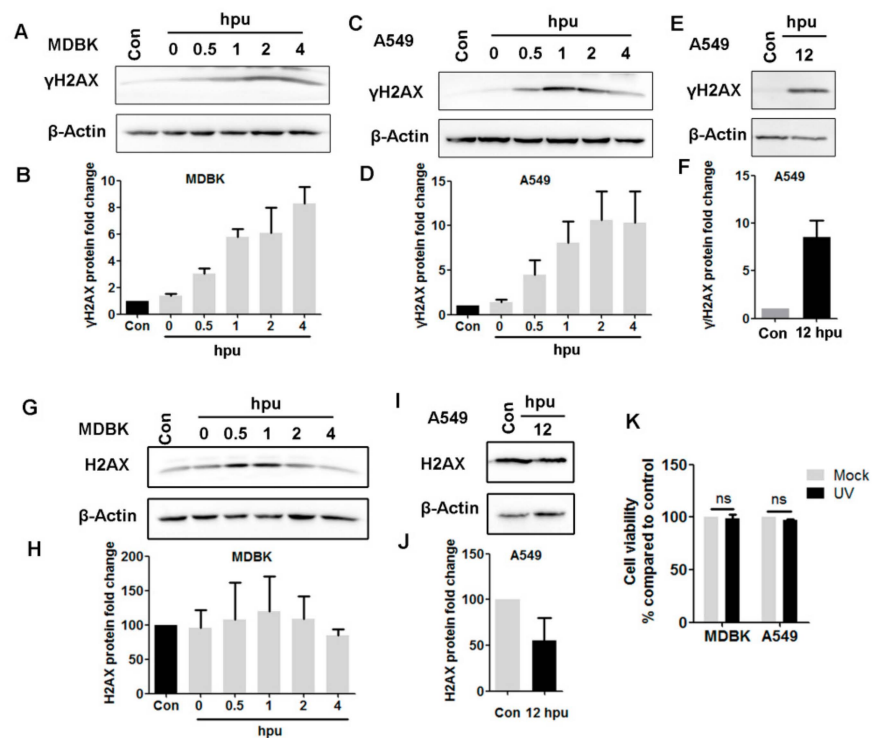 A
hpu
MDBK Con 0 0.5 1 2 4
γH2AX
β-Actin
B
MDBK
γH2AX protein fold change
10
8
6
4
2
0
Con 0 0.5 1 2 4
hpu
C
hpu
A549 Con 0 0.5 1 2 4
γH2AX
β-Actin
D
A549
γH2AX protein fold change
15
10
5
0
Con 0 0.5 1 2 4
hpu
E
hpu
A549 Con 12
γH2AX
β-Actin
F
A549
γ/H2AX protein fold change
15
10
5
0
Con 12 hpu
G
hpu
MDBK Con 0 0.5 1 2 4
H2AX
β-Actin
H
MDBK
H2AX protein fold change
200
150
100
50
0
Con 0 0.5 1 2 4
hpu
I
hpu
A549 Con 12
H2AX
β-Actin
J
A549
H2AX protein fold change
150
100
50
0
Con 12 hpu
K
Mock
UV
Cell viability
% compared to control
150
100
50
100
ns ns
MDBK A549